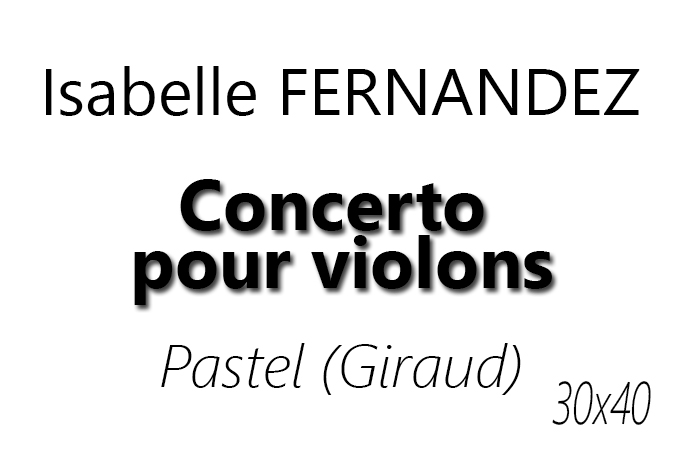 Isabelle FERNANDEZ
Concerto
pour violons
Pastel (Giraud)
30x40